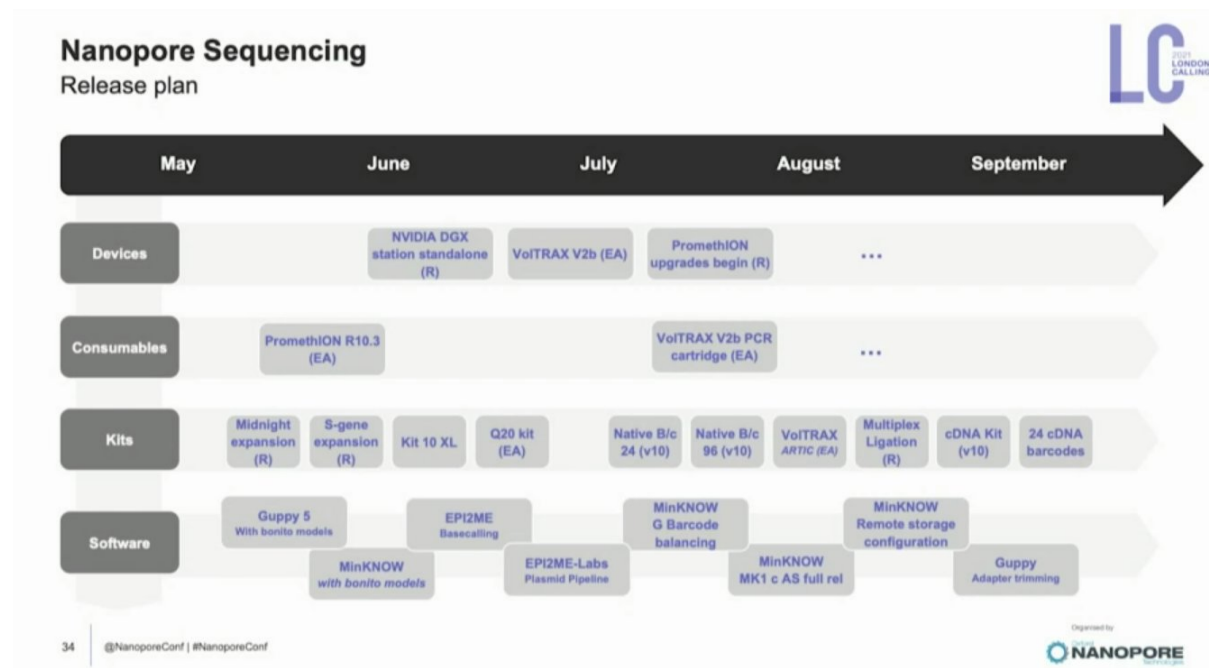 Nanopore Sequencing
Release plan
LC
2021
LONDON
CALLING
May June July August September
Devices
NVIDIA DGX
station standalone
(R)
VolTRAX V2b (EA)
PromethION
upgrades begin (R)
...
Consumables
PromethION R10.3
(EA)
VolTRAX V2b PCR
cartridge (EA)
...
Kits
Midnight
expansion
(R)
S-gene
expansion
(R)
Kit 10 XL
Q20 kit
(EA)
Native B/c
24 (v10)
Native B/c
96 (v10)
VolTRAX
ARTIC (EA)
Multiplex
Ligation
(R)
cDNA Kit
(v10)
24 cDNA
barcodes
Software
Guppy 5
With bonito models
MinKNOW
with bonito models
EPI2ME
Basecalling
EPI2ME-Labs
Plasmid Pipeline
MinKNOW
G Barcode
balancing
MinKNOW
MK1 c AS full rel
MinKNOW
Remote storage
configuration
Guppy
Adapter trimming
34
@NanoporeConf | #NanoporeConf
Organised by
Oxford
NANOPORE
Technologies